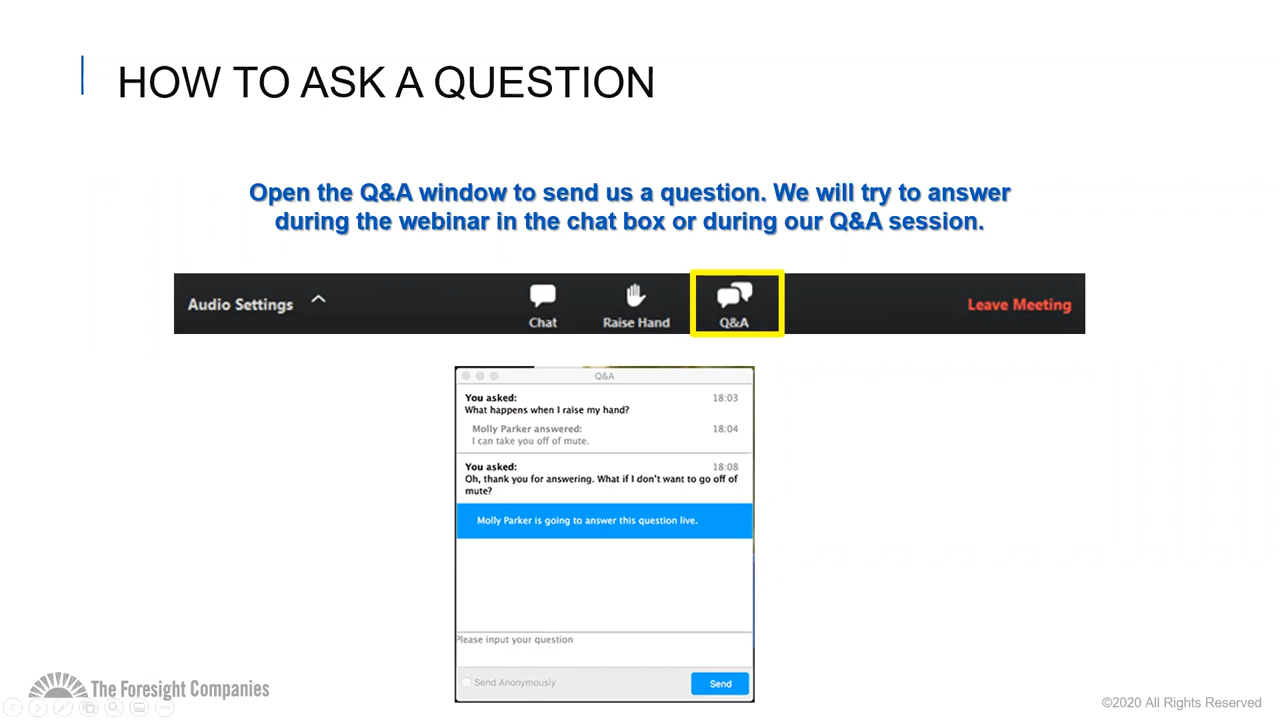 HOW TO ASK A QUESTION
Open the Q&A window to send us a question. We will try to answer
during the webinar in the chat box or during our Q&A session.
Audio Settings
Chat
Raise Hand
Q&A
Leave Meeting
Q&A
You asked: 18:03
What happens when I raise my hand?
Molly Parker answered: 18:04
I can take you off of mute.
You asked: 18:08
Oh, thank you for answering. What if I don't want to go off of
mute?
Molly Parker is going to answer this question live.
Please input your question
Send Anonymously
Send
The Foresight Companies
©2020 All Rights Reserved